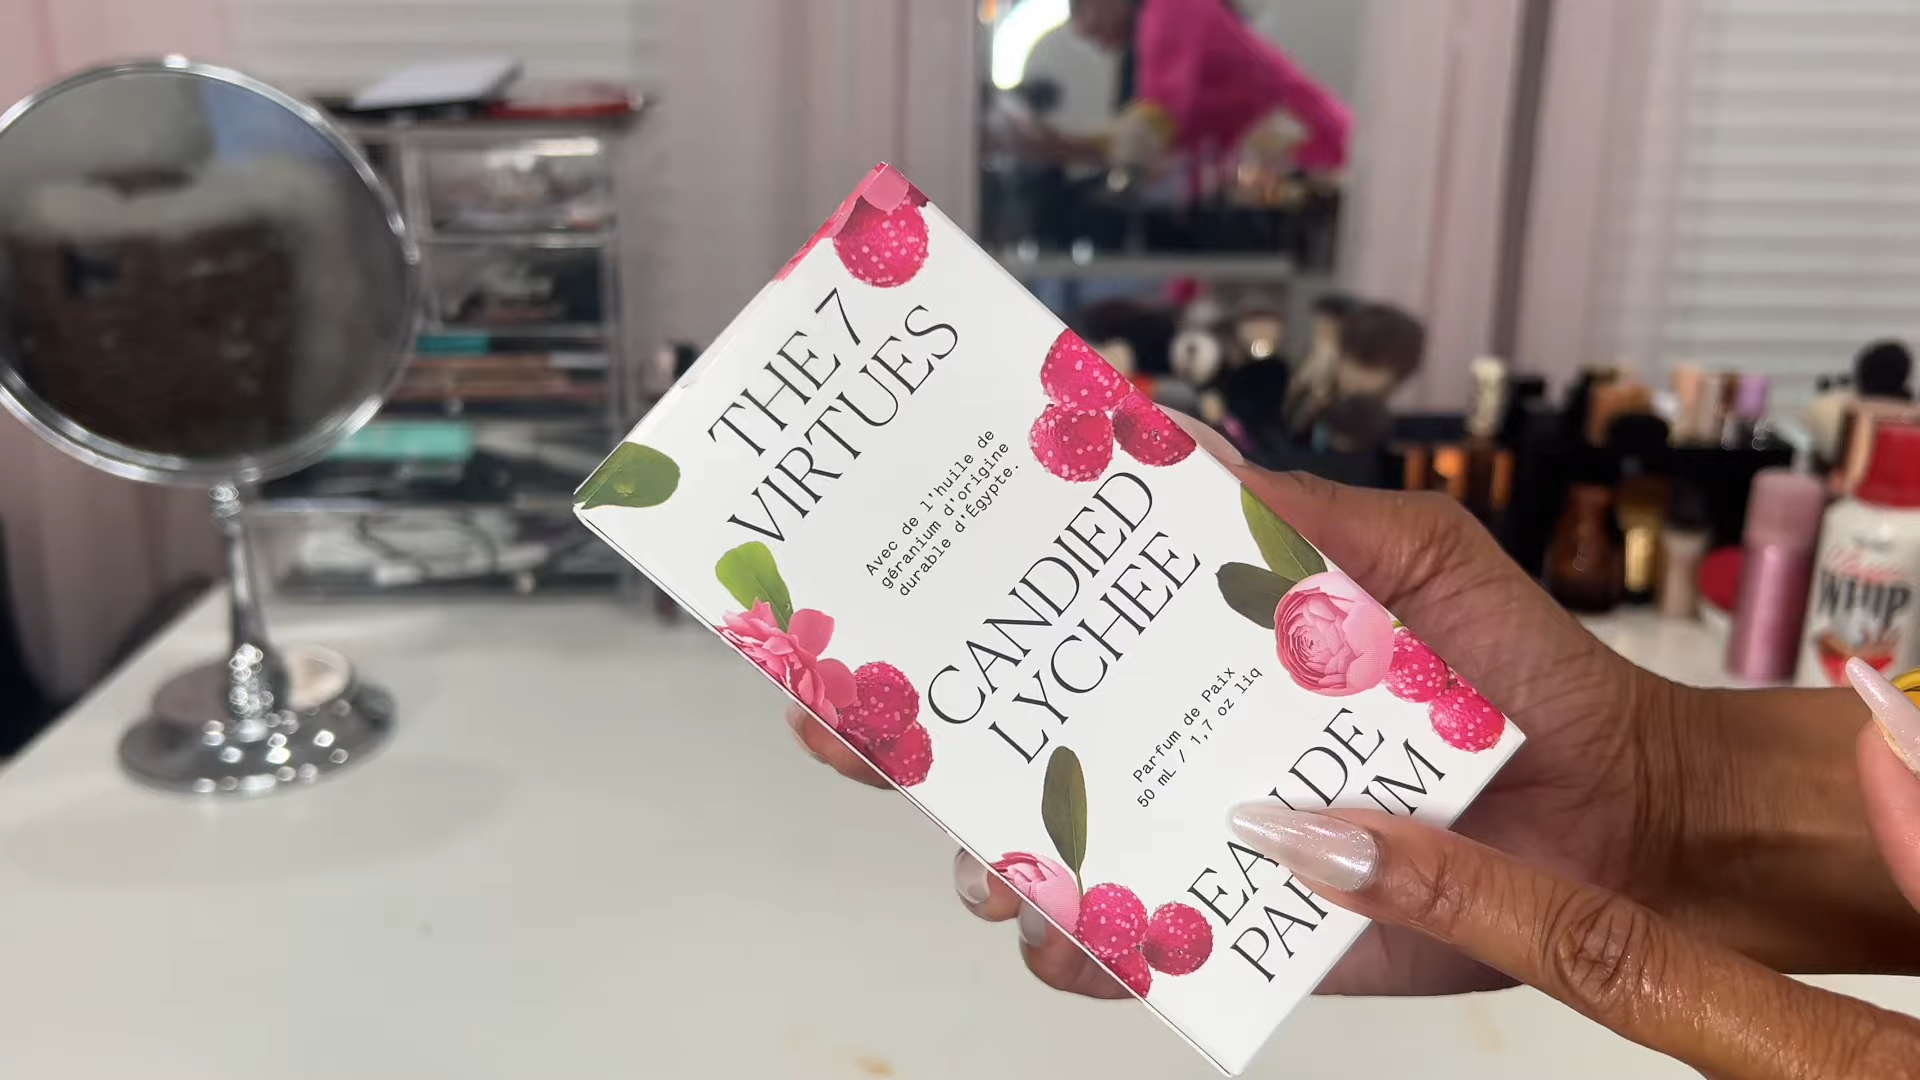 THE 7
VIRTUES
Avec de l'huile de
géranium d'origine
durable d'Égypte.
CANDIED
LYCHEE
Parfum de Paix
50 mL / 1,7 oz liq
EAU DE
PARFUM
WHIP